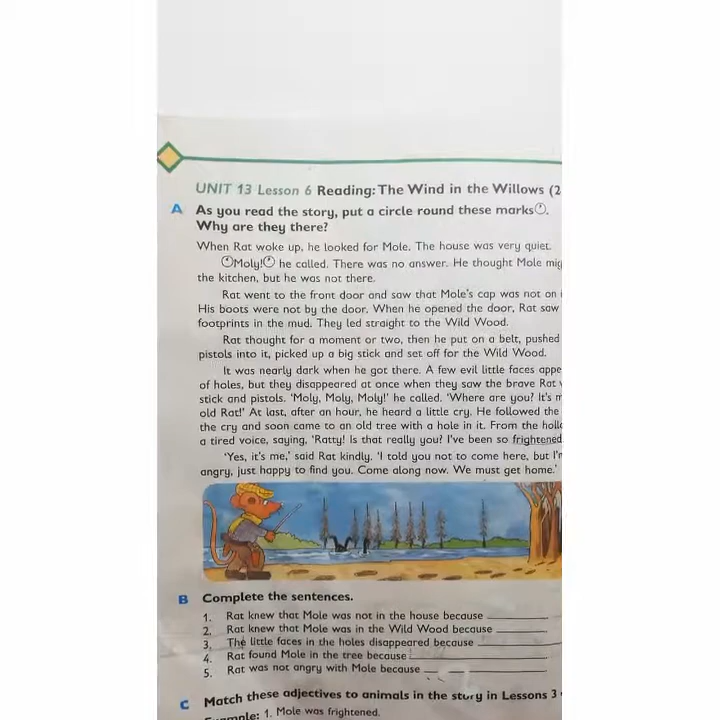 UNIT 13 Lesson 6 Reading: The Wind in the Willows (2
A As you read the story, put a circle round these marks '.
Why are they there?
When Rat woke up, he looked for Mole. The house was very quiet.
'Moly!' he called. There was no answer. He thought Mole mig
the kitchen, but he was not there.
Rat went to the front door and saw that Mole's cap was not on
His boots were not by the door. When he opened the door, Rat saw
footprints in the mud. They led straight to the Wild Wood.
Rat thought for a moment or two, then he put on a belt, pushed
pistols into it, picked up a big stick and set off for the Wild Wood.
It was nearly dark when he got there. A few evil little faces appe
of holes, but they disappeared at once when they saw the brave Rat
stick and pistols. 'Moly, Moly, Moly!' he called. 'Where are you? It's m
old Rat!' At last, after an hour, he heard a little cry. He followed the
the cry and soon came to an old tree with a hole in it. From the hollo
a tired voice, saying, 'Ratty! Is that really you? I've been so frightened
'Yes, it's me,' said Rat kindly. 'I told you not to come here, but I'm
angry, just happy to find you. Come along now. We must get home.'
B Complete the sentences.
1. Rat knew that Mole was not in the house because
2. Rat knew that Mole was in the Wild Wood because
3. The little faces in the holes disappeared because
4. Rat found Mole in the tree because
5. Rat was not angry with Mole because
C Match these adjectives to animals in the story in Lessons 3
Example: 1. Mole was frightened.